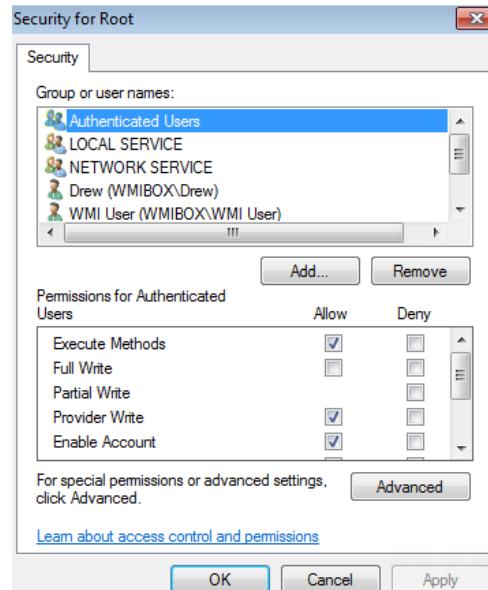 Security for Root
Security
Group or user names:
Authenticated Users
LOCAL SERVICE
NETWORK SERVICE
Drew (WMIBOX\Drew)
WMI User (WMIBOX\WMI User)
Add...
Remove
Permissions for Authenticated
Users
Allow
Deny
Execute Methods
Full Write
Partial Write
Provider Write
Enable Account
For special permissions or advanced settings,
click Advanced.
Advanced
Learn about access control and permissions
OK
Cancel
Apply